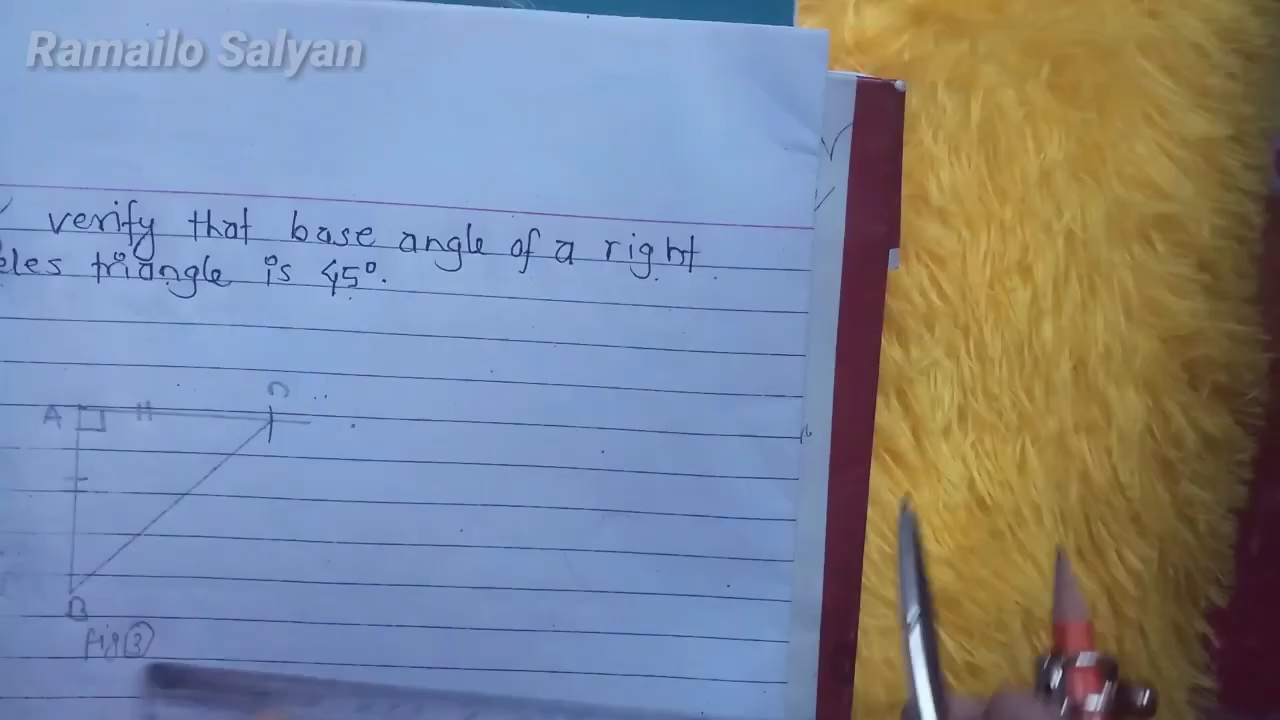 Ramailo Salyan
verify that base angle of a right
eles triangle is 45°.
A
B
fig ③